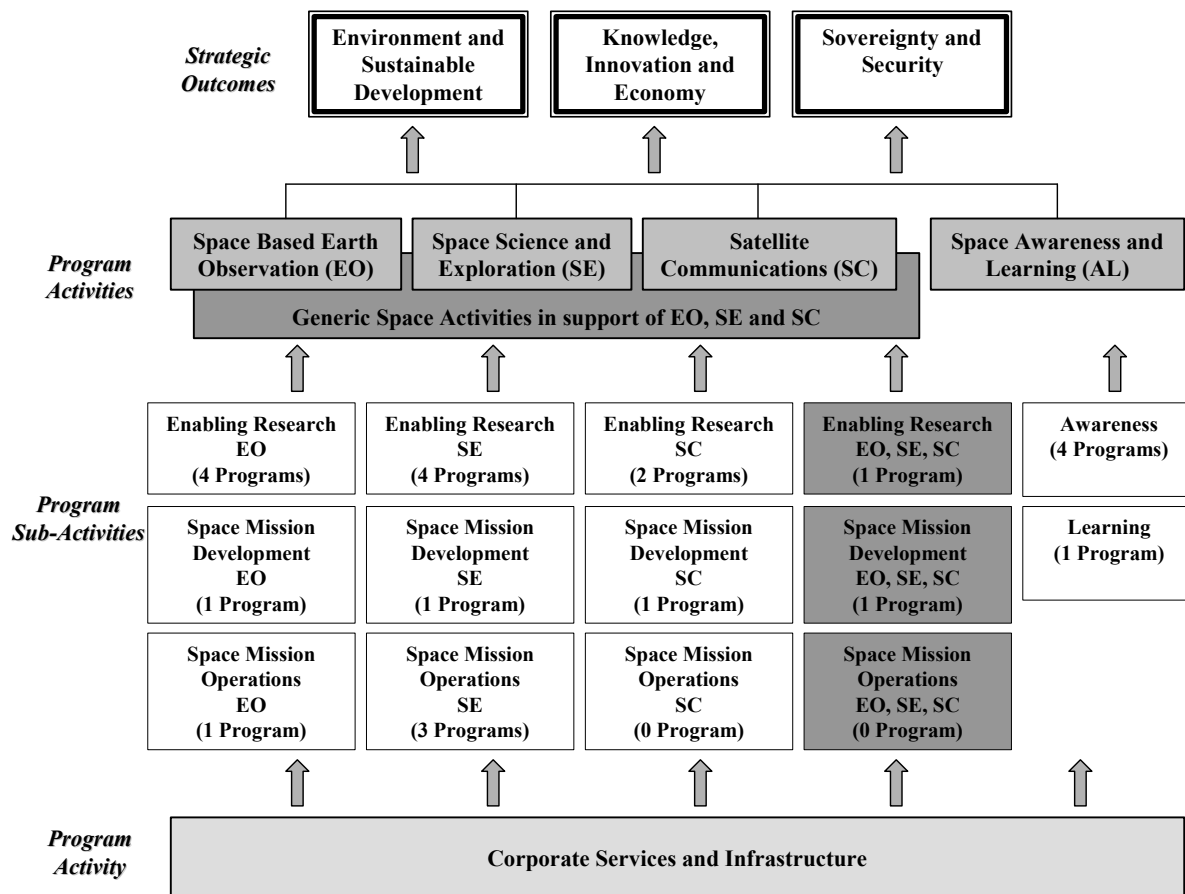 Strategic
Outcomes
Environment and
Sustainable
Development
Knowledge,
Innovation and
Economy
Sovereignty and
Security
Program
Activities
Space Based Earth
Observation (EO)
Space Science and
Exploration (SE)
Satellite
Communications (SC)
Space Awareness and
Learning (AL)
Generic Space Activities in support of EO, SE and SC
Program
Sub-Activities
Enabling Research
EO
(4 Programs)
Enabling Research
SE
(4 Programs)
Enabling Research
SC
(2 Programs)
Enabling Research
EO, SE, SC
(1 Program)
Awareness
(4 Programs)
Space Mission
Development
EO
(1 Program)
Space Mission
Development
SE
(1 Program)
Space Mission
Development
SC
(1 Program)
Space Mission
Development
EO, SE, SC
(1 Program)
Learning
(1 Program)
Space Mission
Operations
EO
(1 Program)
Space Mission
Operations
SE
(3 Programs)
Space Mission
Operations
SC
(0 Program)
Space Mission
Operations
EO, SE, SC
(0 Program)
Program
Activity
Corporate Services and Infrastructure